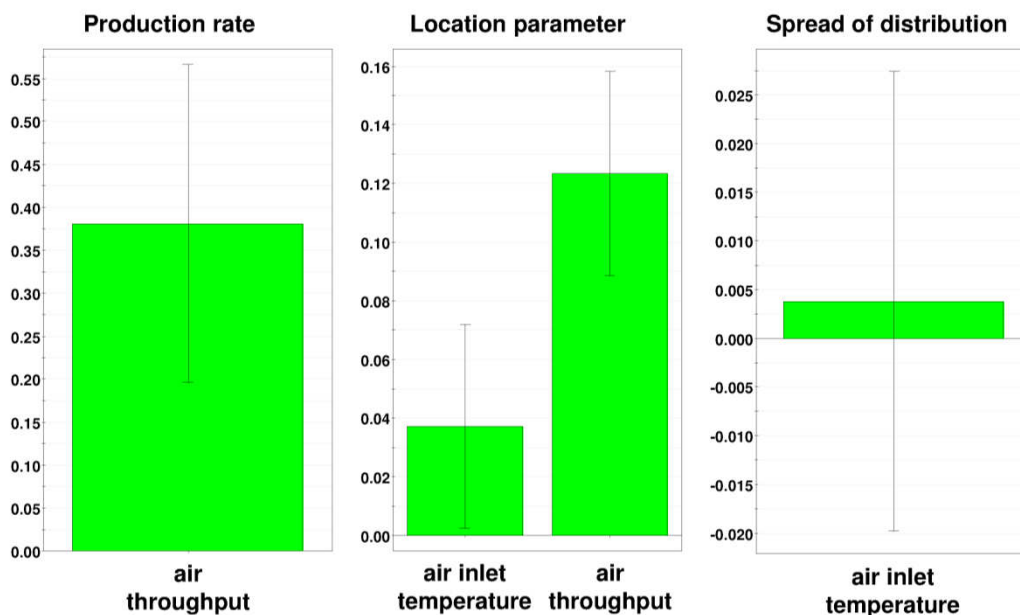 Production rate
0.55
0.50
0.45
0.40
0.35
0.30
0.25
0.20
0.15
0.10
0.05
0.00
air
throughput
Location parameter
0.16
0.14
0.12
0.10
0.08
0.06
0.04
0.02
0.00
air inlet
temperature
air
throughput
Spread of distribution
0.025
0.020
0.015
0.010
0.005
0.000
-0.005
-0.010
-0.015
-0.020
air inlet
temperature